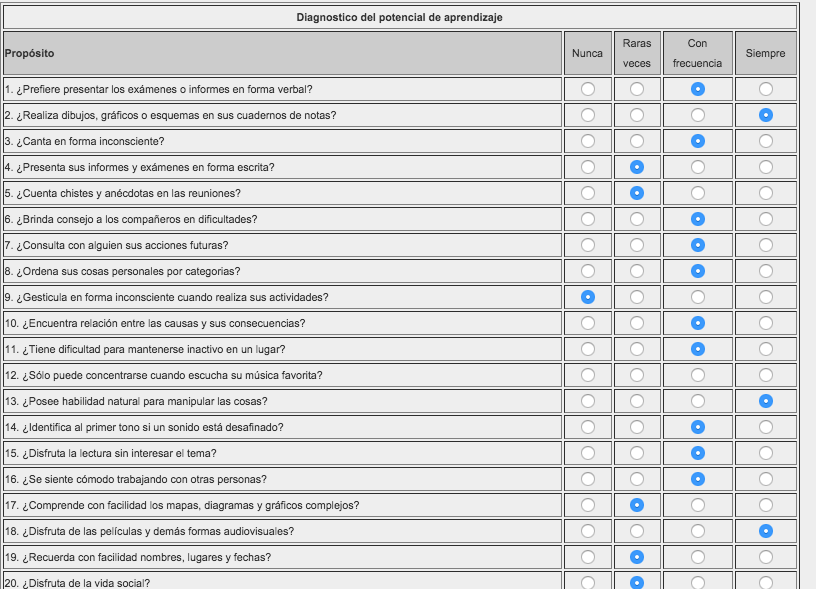 Diagnostico del potencial de aprendizaje
Propósito Nunca Raras veces Con frecuencia Siempre
1. ¿Prefiere presentar los exámenes o informes en forma verbal?
2. ¿Realiza dibujos, gráficos o esquemas en sus cuadernos de notas?
3. ¿Canta en forma inconsciente?
4. ¿Presenta sus informes y exámenes en forma escrita?
5. ¿Cuenta chistes y anécdotas en las reuniones?
6. ¿Brinda consejo a los compañeros en dificultades?
7. ¿Consulta con alguien sus acciones futuras?
8. ¿Ordena sus cosas personales por categorias?
9. ¿Gesticula en forma inconsciente cuando realiza sus actividades?
10. ¿Encuentra relación entre las causas y sus consecuencias?
11. ¿Tiene dificultad para mantenerse inactivo en un lugar?
12. ¿Sólo puede concentrarse cuando escucha su música favorita?
13. ¿Posee habilidad natural para manipular las cosas?
14. ¿Identifica al primer tono si un sonido está desafinado?
15. ¿Disfruta la lectura sin interesar el tema?
16. ¿Se siente cómodo trabajando con otras personas?
17. ¿Comprende con facilidad los mapas, diagramas y gráficos complejos?
18. ¿Disfruta de las películas y demás formas audiovisuales?
19. ¿Recuerda con facilidad nombres, lugares y fechas?
20. ¿Disfruta de la vida social?